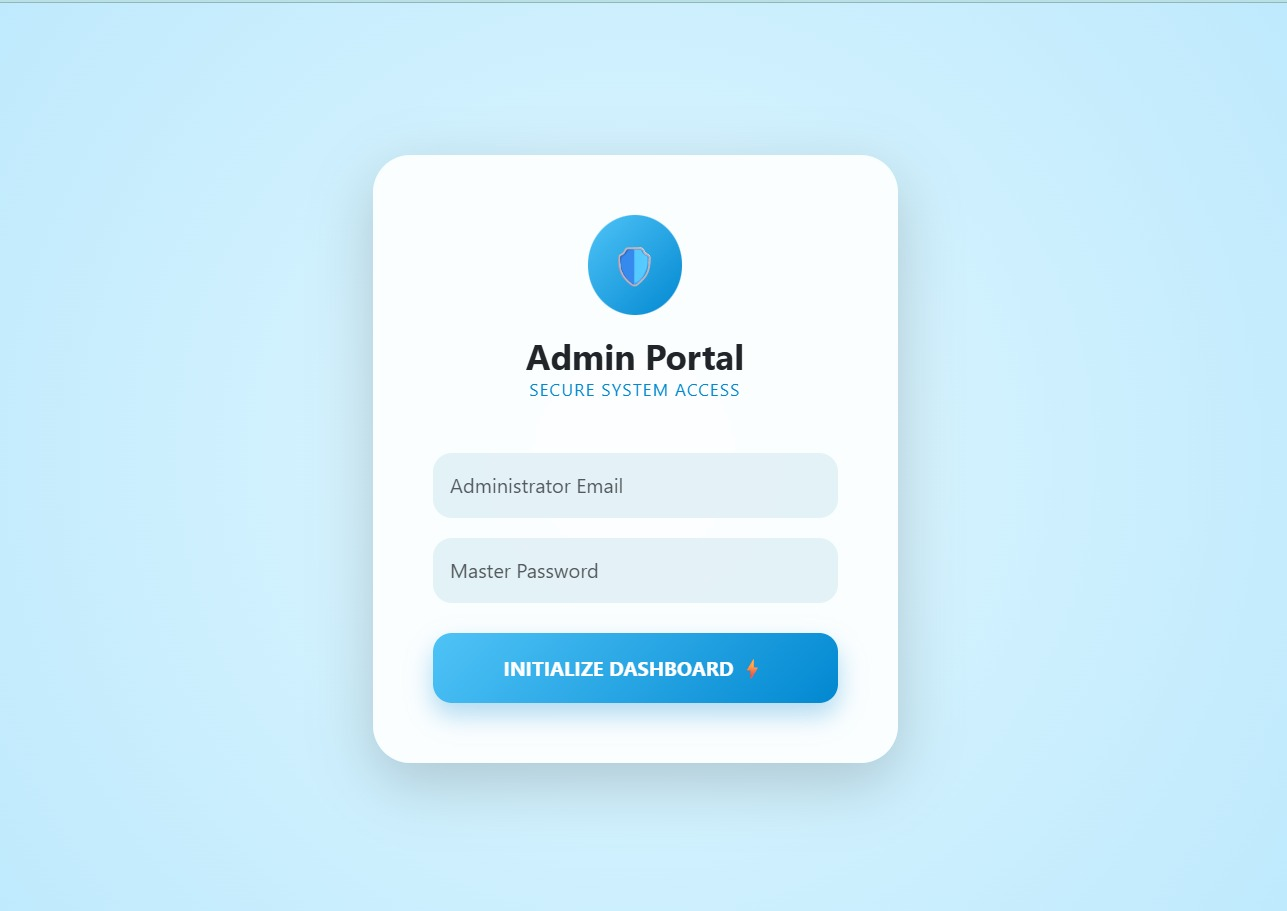 Admin Portal
SECURE SYSTEM ACCESS
Administrator Email
Master Password
INITIALIZE DASHBOARD ⚡